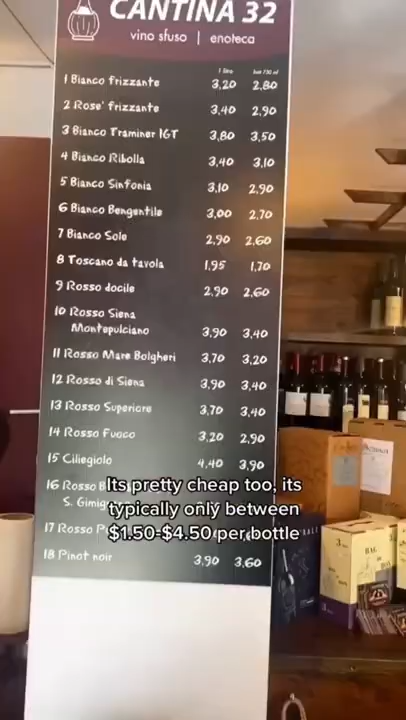 CANTINA 32
vino sfuso | enoteca
1 litro
1 Bianco frizzante 3,20 2,80
2 Rose' frizzante 3,40 2,90
3 Bianco Traminer IGT 3,80 3,50
4 Bianco Ribolla 3,40 3,10
5 Bianco Sinfonia 3,10 2,90
6 Bianco Bengentile 3,00 2,70
7 Bianco Sole 2,90 2,60
8 Toscano da tavola 1,95 1,70
9 Rosso docile 2,90 2,60
10 Rosso Siena
Montepulciano 3,90 3,40
11 Rosso Mare Bolgheri 3,70 3,20
12 Rosso di Siena 3,90 3,40
13 Rosso Superiore 3,70 3,40
14 Rosso Fuoco 3,20 2,90
15 Ciliegiolo 4,40 3,90
16 Rosso
S. Gimig
17 Rosso
18 Pinot noir 3,90 3,60
Its pretty cheap too, its
typically only between
$1.50-$4.50 per bottle
BAG in BOX